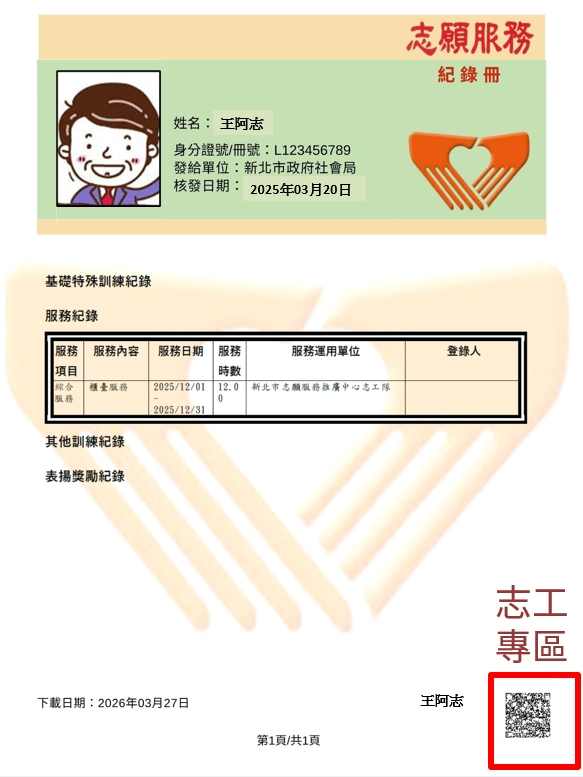 志願服務
紀錄冊
姓名：王阿志
身分證號/冊號：L123456789
發給單位：新北市政府社會局
核發日期：2025年03月20日
基礎特殊訓練紀錄
服務紀錄
服務項目 服務內容 服務日期 服務時數 服務運用單位 登錄人
綜合服務 櫃臺服務 2025/12/01 ~ 2025/12/31 12.00 新北市志願服務推廣中心志工隊
其他訓練紀錄
表揚獎勵紀錄
志工
專區
下載日期：2026年03月27日 王阿志
第1頁/共1頁